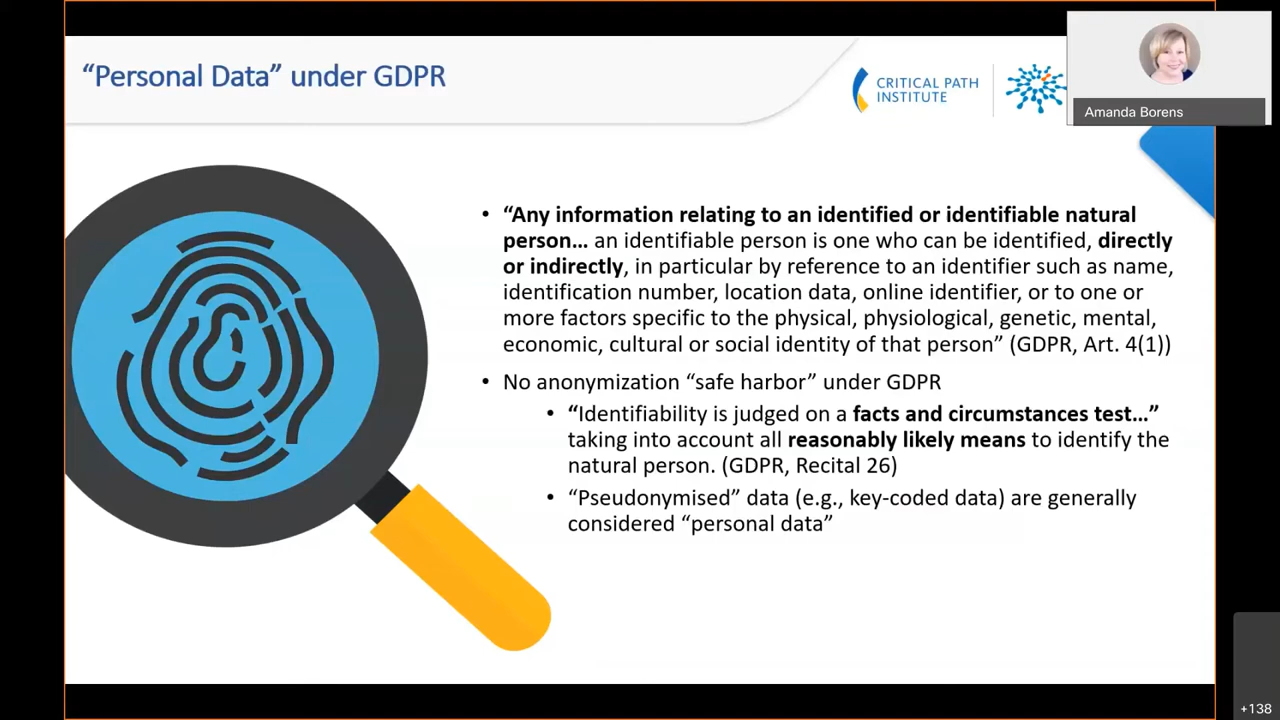 “Personal Data” under GDPR
CRITICAL PATH
INSTITUTE
Amanda Borens
• “Any information relating to an identified or identifiable natural
person… an identifiable person is one who can be identified, directly
or indirectly, in particular by reference to an identifier such as name,
identification number, location data, online identifier, or to one or
more factors specific to the physical, physiological, genetic, mental,
economic, cultural or social identity of that person” (GDPR, Art. 4(1))
• No anonymization “safe harbor” under GDPR
• “Identifiability is judged on a facts and circumstances test…”
taking into account all reasonably likely means to identify the
natural person. (GDPR, Recital 26)
• “Pseudonymised” data (e.g., key-coded data) are generally
considered “personal data”
+138